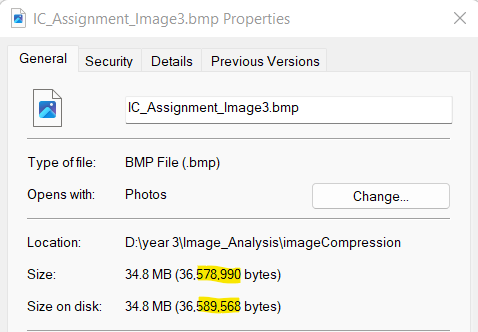 IC_Assignment_Image3.bmp Properties
General Security Details Previous Versions
IC_Assignment_Image3.bmp
Type of file: BMP File (.bmp)
Opens with: Photos Change...
Location: D:\year 3\Image_Analysis\imageCompression
Size: 34.8 MB (36,578,990 bytes)
Size on disk: 34.8 MB (36,589,568 bytes)